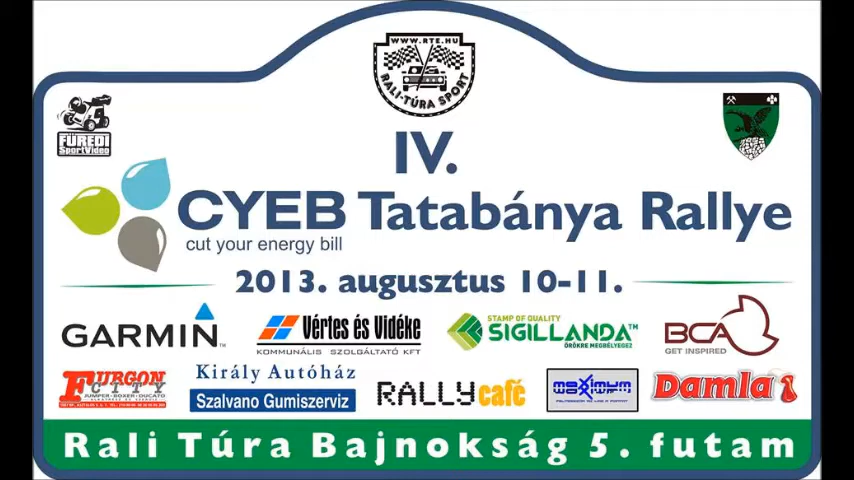 WWW.RTE.HU
RALI-TÚRA SPORT
FÜREDI
SportVideo
IV.
CYEB Tatabánya Rallye
cut your energy bill
2013. augusztus 10-11.
GARMIN™
Vértes és Vidéke
KOMMUNÁLIS SZOLGÁLTATÓ KFT
STAMP OF QUALITY
SIGILLANDA™
ÖRÖKRE MEGBÉLYEGEZ
BCA
GET INSPIRED
FURGON
CITY
JUMPER-BOXER-DUCATO
Király Autóház
Szalvano Gumiszerviz
RALLYcafé
MAXIMUM
Damla
Rali Túra Bajnokság 5. futam